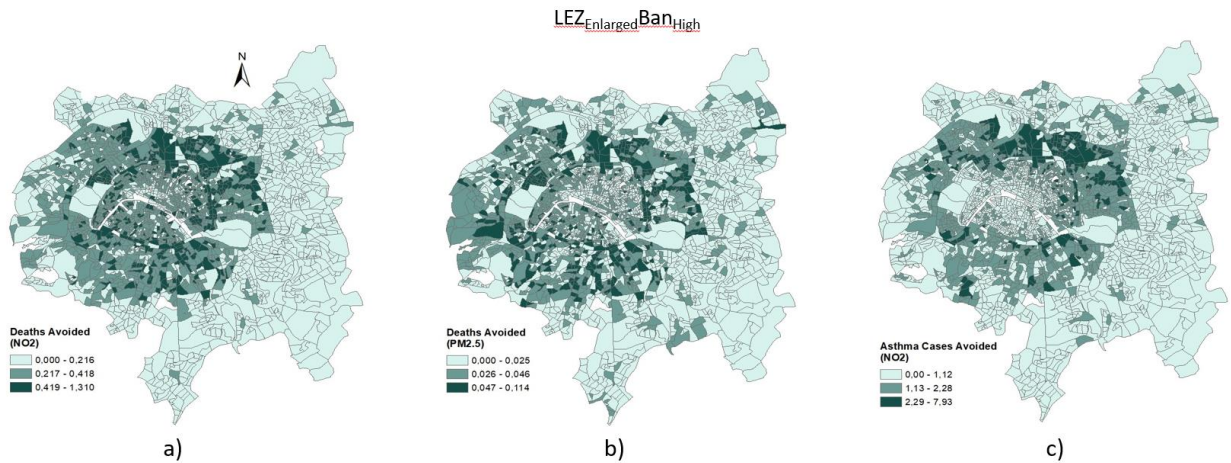 LEZEnlargedBanHigh
N
Deaths Avoided
(NO2)
0,000 - 0,216
0,217 - 0,418
0,419 - 1,310
a)
Deaths Avoided
(PM2.5)
0,000 - 0,025
0,026 - 0,046
0,047 - 0,114
b)
Asthma Cases Avoided
(NO2)
0,00 - 1,12
1,13 - 2,28
2,29 - 7,93
c)